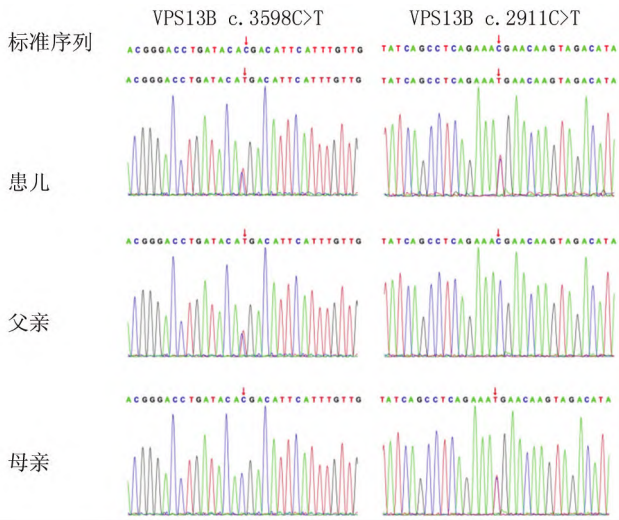 VPS13B c.3598C>T VPS13B c.2911C>T
标准序列 ACGGGACCTGATACACGACATTCATTTGTTG TATCAGCCTCAGAAACGAACAAGTAGACATA
ACGGGACCTGATACATGACATTCATTTGTTG TATCAGCCTCAGAAATGAACAAGTAGACATA
患儿
ACGGGACCTGATACATGACATTCATTTGTTG TATCAGCCTCAGAAACGAACAAGTAGACATA
父亲
ACGGGACCTGATACACGACATTCATTTGTTG TATCAGCCTCAGAAATGAACAAGTAGACATA
母亲